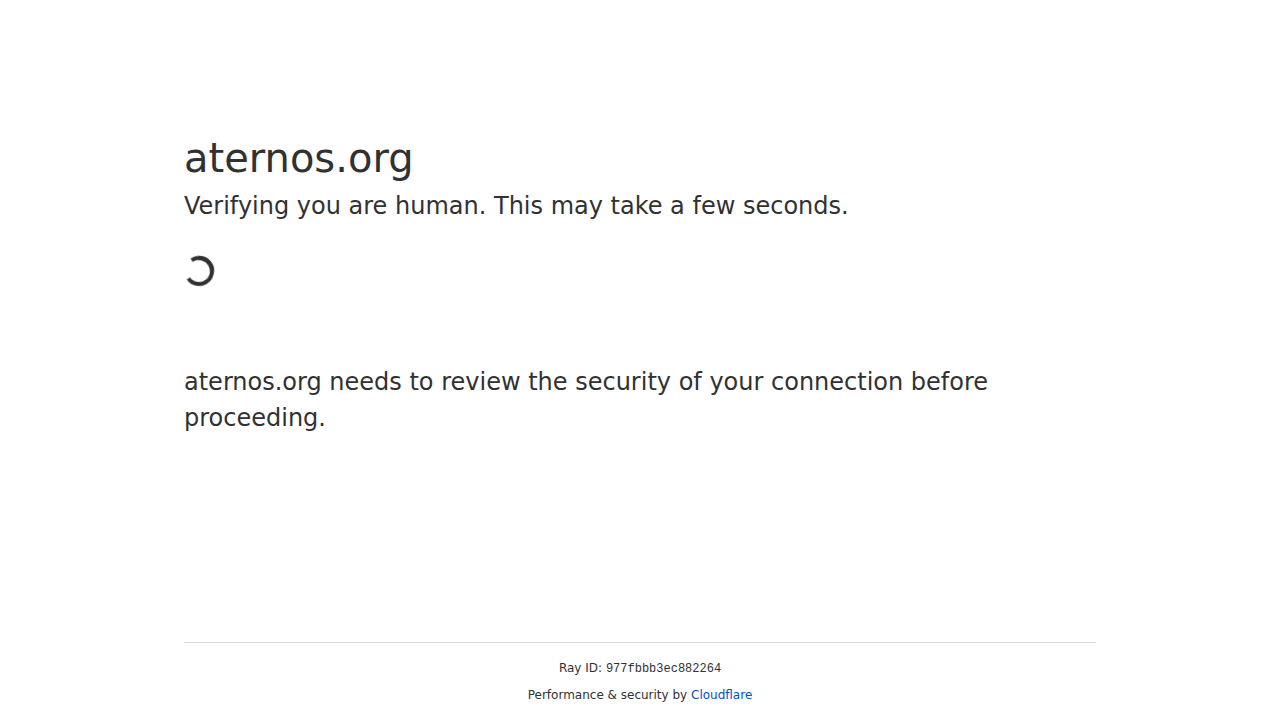 aternos.org
Verifying you are human. This may take a few seconds.
aternos.org needs to review the security of your connection before
proceeding.
Ray ID: 977fbbb3ec882264
Performance & security by Cloudflare